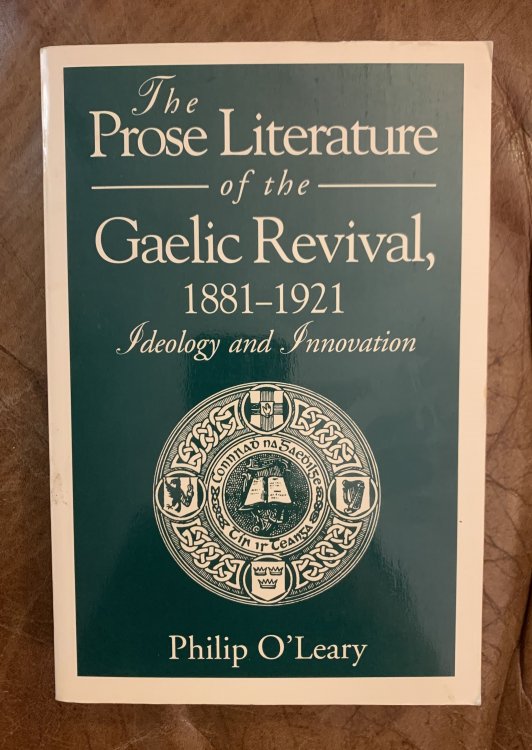 The
Prose Literature
of the
Gaelic Revival,
1881–1921
Ideology and Innovation
Connraḋ na Gaeḋilge
Tír is Teanga
Philip O'Leary